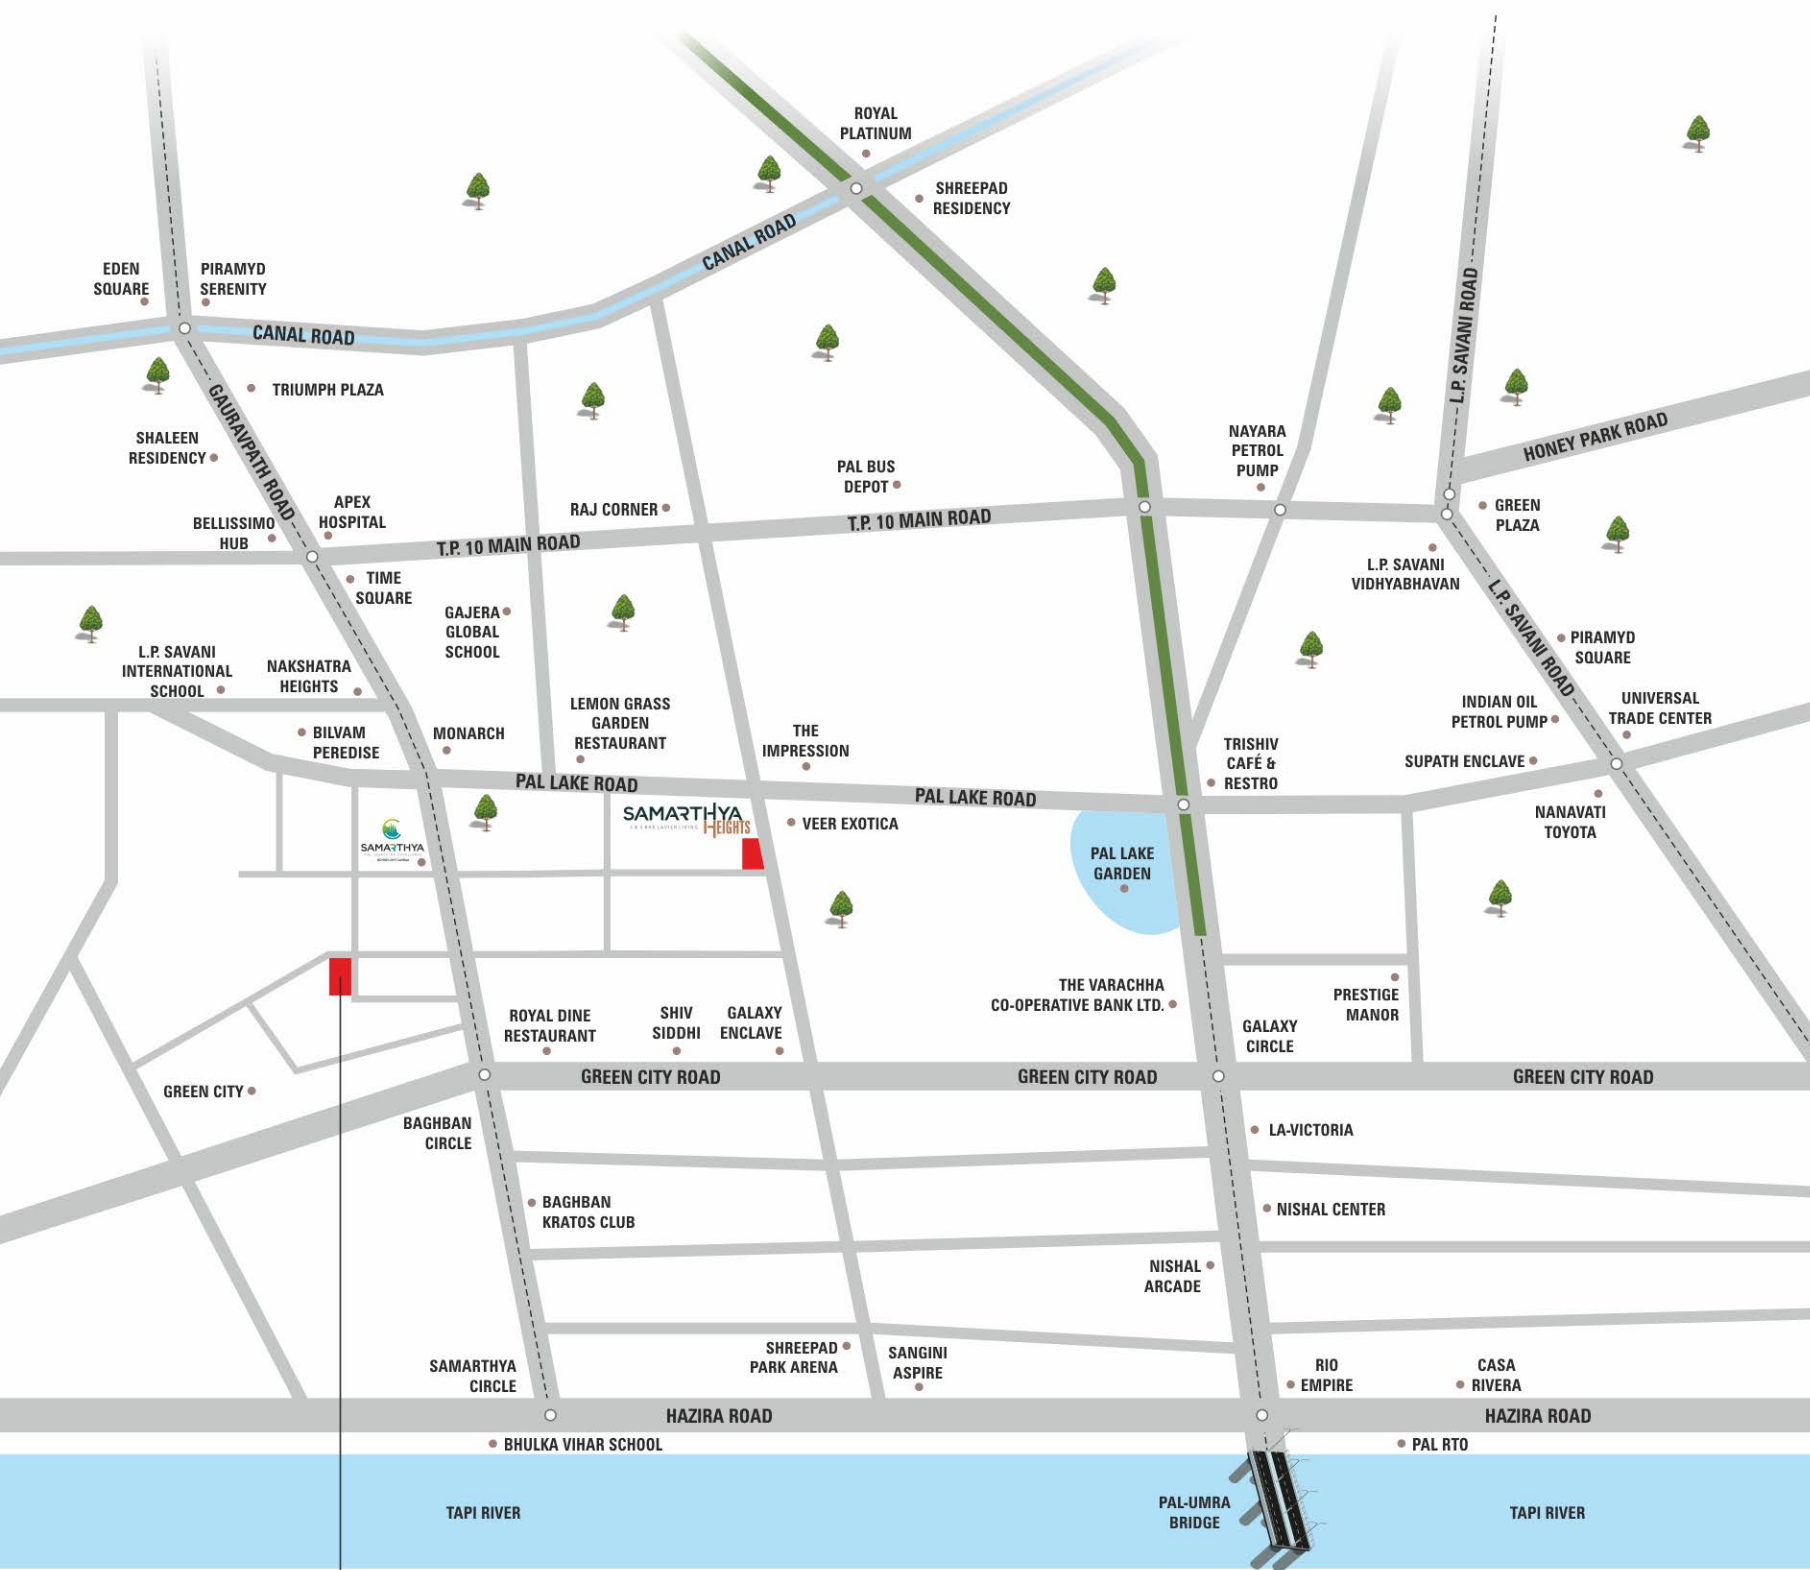 ROYAL
PLATINUM
SHREEPAD
RESIDENCY
CANAL ROAD
EDEN
SQUARE
PIRAMYD
SERENITY
CANAL ROAD
L.P. SAVANI ROAD
TRIUMPH PLAZA
GAURAVPATH ROAD
SHALEEN
RESIDENCY
HONEY PARK ROAD
NAYARA
PETROL
PUMP
PAL BUS
DEPOT
RAJ CORNER
APEX
HOSPITAL
BELLISSIMO
HUB
GREEN
PLAZA
T.P. 10 MAIN ROAD
T.P. 10 MAIN ROAD
L.P. SAVANI
VIDHYABHAVAN
TIME
SQUARE
GAJERA
GLOBAL
SCHOOL
L.P. SAVANI ROAD
PIRAMYD
SQUARE
L.P. SAVANI
INTERNATIONAL
SCHOOL
NAKSHATRA
HEIGHTS
BILVAM
PEREDISE
MONARCH
LEMON GRASS
GARDEN
RESTAURANT
THE
IMPRESSION
TRISHIV
CAFÉ &
RESTRO
INDIAN OIL
PETROL PUMP
UNIVERSAL
TRADE CENTER
SUPATH ENCLAVE
PAL LAKE ROAD
PAL LAKE ROAD
NANAVATI
TOYOTA
SAMARTHYA
HEIGHTS
VEER EXOTICA
SAMARTHYA
PAL LAKE
GARDEN
THE VARACHHA
CO-OPERATIVE BANK LTD.
PRESTIGE
MANOR
ROYAL DINE
RESTAURANT
SHIV
SIDDHI
GALAXY
ENCLAVE
GALAXY
CIRCLE
GREEN CITY ROAD
GREEN CITY ROAD
GREEN CITY ROAD
GREEN CITY
BAGHBAN
CIRCLE
LA-VICTORIA
BAGHBAN
KRATOS CLUB
NISHAL CENTER
NISHAL
ARCADE
SHREEPAD
PARK ARENA
SANGINI
ASPIRE
SAMARTHYA
CIRCLE
RIO
EMPIRE
CASA
RIVERA
HAZIRA ROAD
HAZIRA ROAD
BHULKA VIHAR SCHOOL
PAL RTO
TAPI RIVER
PAL-UMRA
BRIDGE
TAPI RIVER